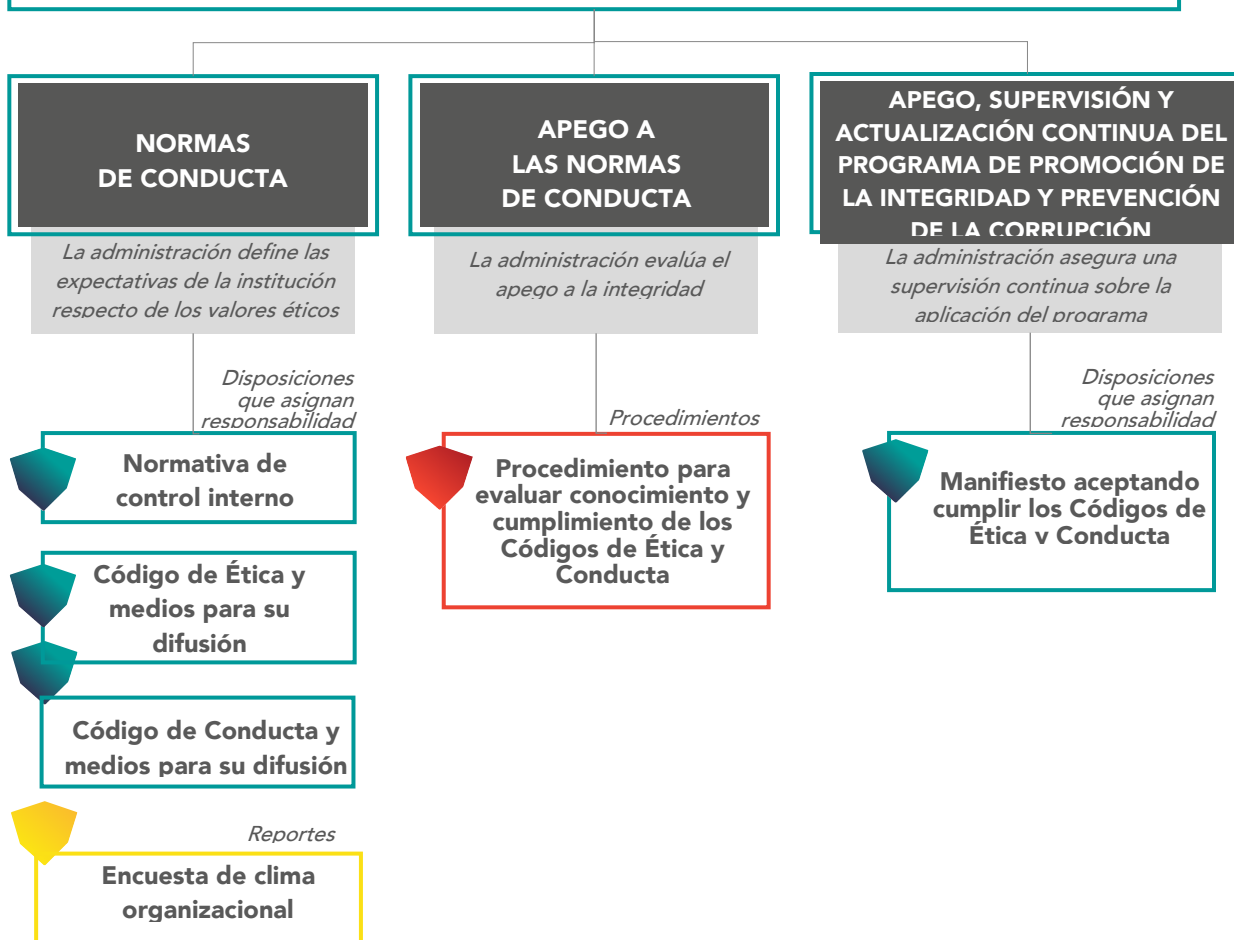 NORMAS
DE CONDUCTA
La administración define las
expectativas de la institución
respecto de los valores éticos
Disposiciones
que asignan
responsabilidad
Normativa de
control interno
Código de Ética y
medios para su
difusión
Código de Conducta y
medios para su difusión
Reportes
Encuesta de clima
organizacional
APEGO A
LAS NORMAS
DE CONDUCTA
La administración evalúa el
apego a la integridad
Procedimientos
Procedimiento para
evaluar conocimiento y
cumplimiento de los
Códigos de Ética y
Conducta
APEGO, SUPERVISIÓN Y
ACTUALIZACIÓN CONTINUA DEL
PROGRAMA DE PROMOCIÓN DE
LA INTEGRIDAD Y PREVENCIÓN
DE LA CORRUPCIÓN
La administración asegura una
supervisión continua sobre la
aplicación del programa
Disposiciones
que asignan
responsabilidad
Manifiesto aceptando
cumplir los Códigos de
Ética y Conducta